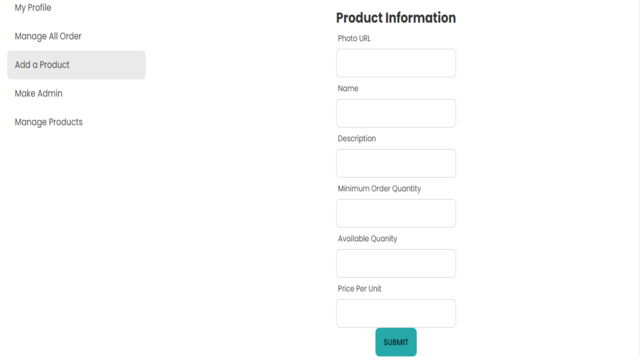 My Profile
Manage All Order
Add a Product
Make Admin
Manage Products
Product Information
Photo URL
Name
Description
Minimum Order Quantity
Available Quanity
Price Per Unit
SUBMIT